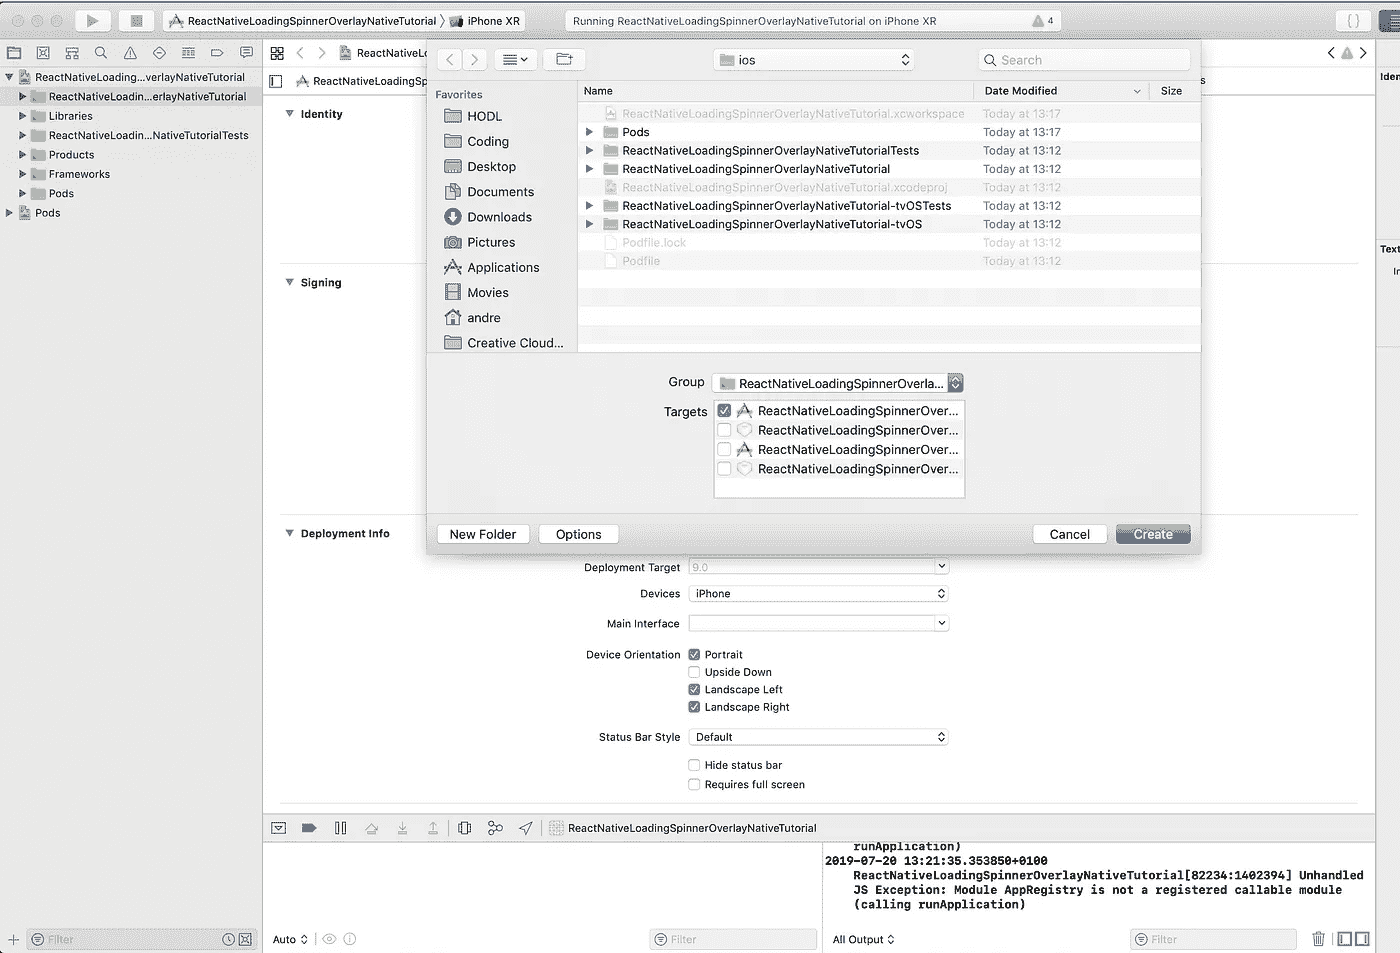 ReactNativeLoadingSpinnerOverlayNativeTutorial
iPhone XR
Running ReactNativeLoadingSpinnerOverlayNativeTutorial on iPhone XR
4
ReactNativeLoading...verlayNativeTutorial
ReactNativeLoadin...erlayNativeTutorial
Libraries
ReactNativeLoadin...NativeTutorialTests
Products
Frameworks
Pods
Pods
ReactNativeLo
ReactNativeLoadingSp
s
Identity
Signing
Deployment Info
ios
Search
Favorites
HODL
Coding
Desktop
Documents
Downloads
Pictures
Applications
Movies
andre
Creative Cloud...
Name Date Modified Size
ReactNativeLoadingSpinnerOverlayNativeTutorial.xcworkspace Today at 13:17
Pods Today at 13:17
ReactNativeLoadingSpinnerOverlayNativeTutorialTests Today at 13:12
ReactNativeLoadingSpinnerOverlayNativeTutorial Today at 13:12
ReactNativeLoadingSpinnerOverlayNativeTutorial.xcodeproj Today at 13:12
ReactNativeLoadingSpinnerOverlayNativeTutorial-tvOSTests Today at 13:12
ReactNativeLoadingSpinnerOverlayNativeTutorial-tvOS Today at 13:12
Podfile.lock Today at 13:12
Podfile Today at 13:12
Group ReactNativeLoadingSpinnerOverla...
Targets ReactNativeLoadingSpinnerOver...
ReactNativeLoadingSpinnerOver...
ReactNativeLoadingSpinnerOver...
ReactNativeLoadingSpinnerOver...
New Folder Options Cancel Create
Deployment Target 9.0
Devices iPhone
Main Interface
Device Orientation Portrait
Upside Down
Landscape Left
Landscape Right
Status Bar Style Default
Hide status bar
Requires full screen
Iden
Text
In
ReactNativeLoadingSpinnerOverlayNativeTutorial
runApplication)
2019-07-20 13:21:35.353850+0100
ReactNativeLoadingSpinnerOverlayNativeTutorial[82234:1402394] Unhandled
JS Exception: Module AppRegistry is not a registered callable module
(calling runApplication)
Filter
Auto
Filter
All Output
Filter